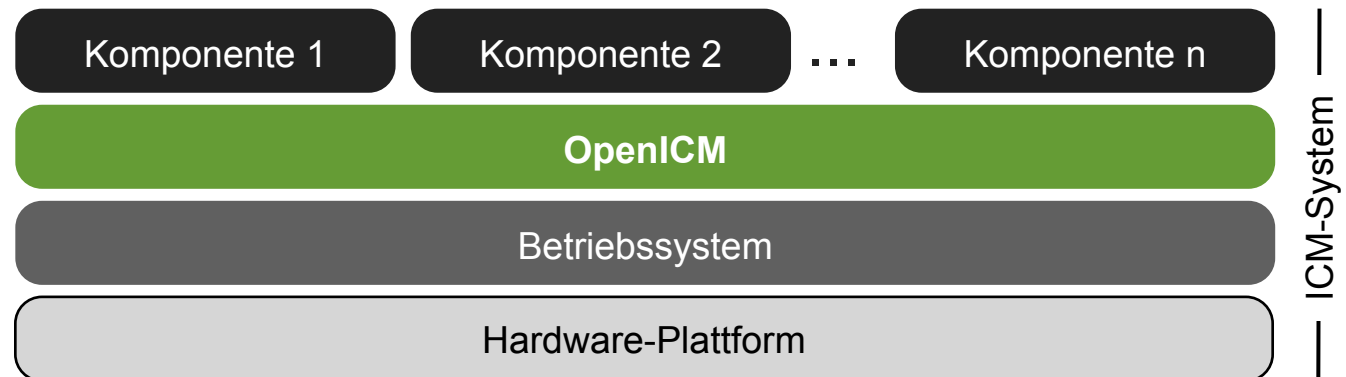 Komponente 1
Komponente 2
...
Komponente n
OpenICM
Betriebssystem
Hardware-Plattform
ICM-System